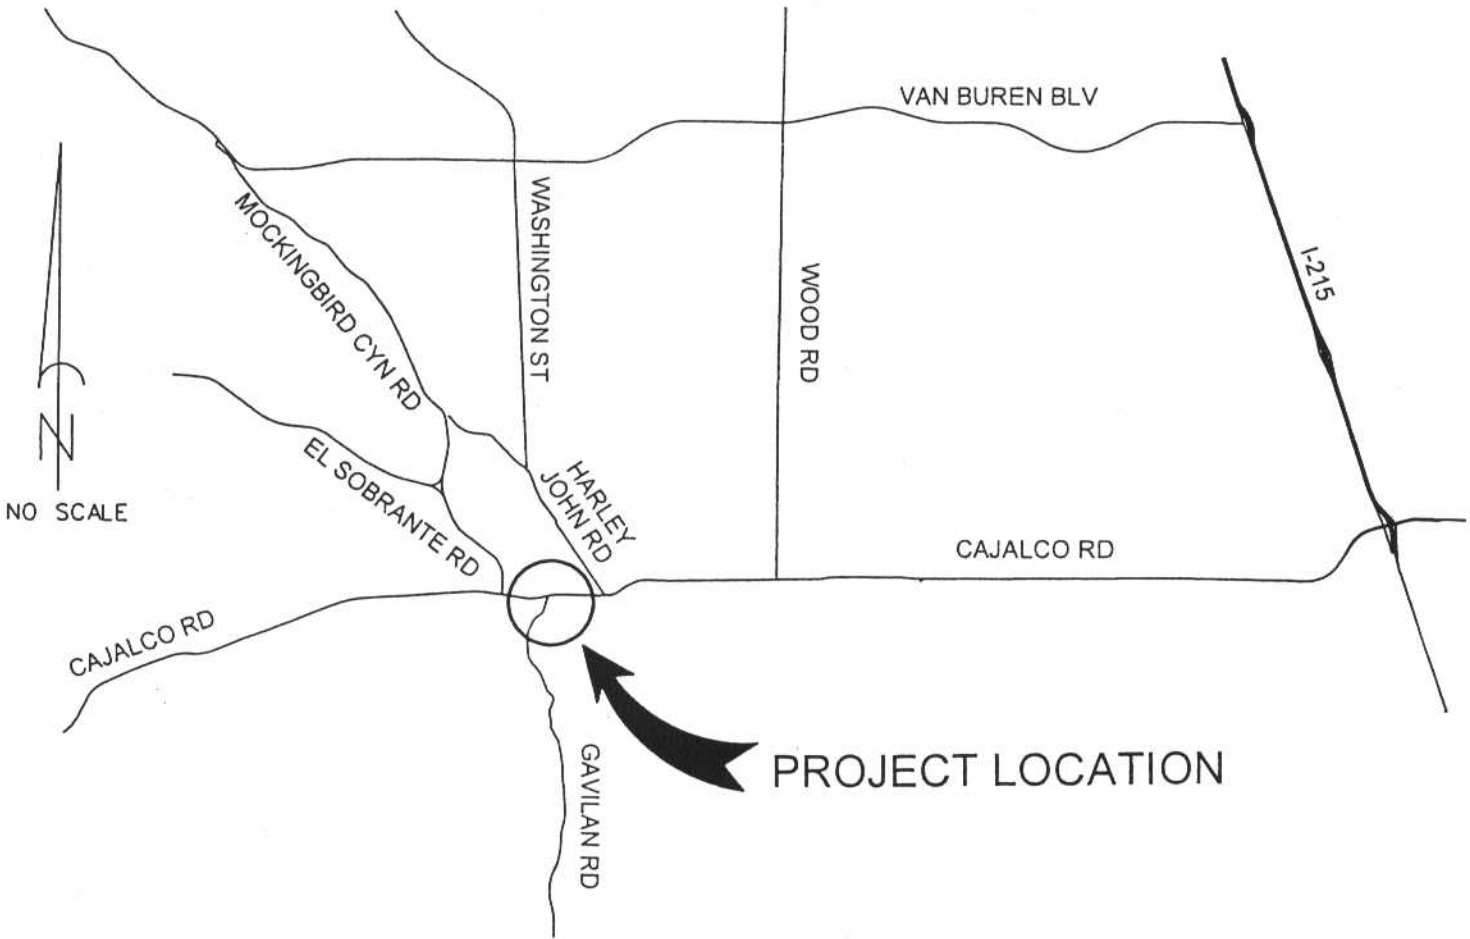 VAN BUREN BLV
WASHINGTON ST
MOCKINGBIRD CYN RD
WOOD RD
I-215
N
NO SCALE
EL SOBRANTE RD
HARLEY
JOHN RD
CAJALCO RD
CAJALCO RD
GAVILAN RD
PROJECT LOCATION